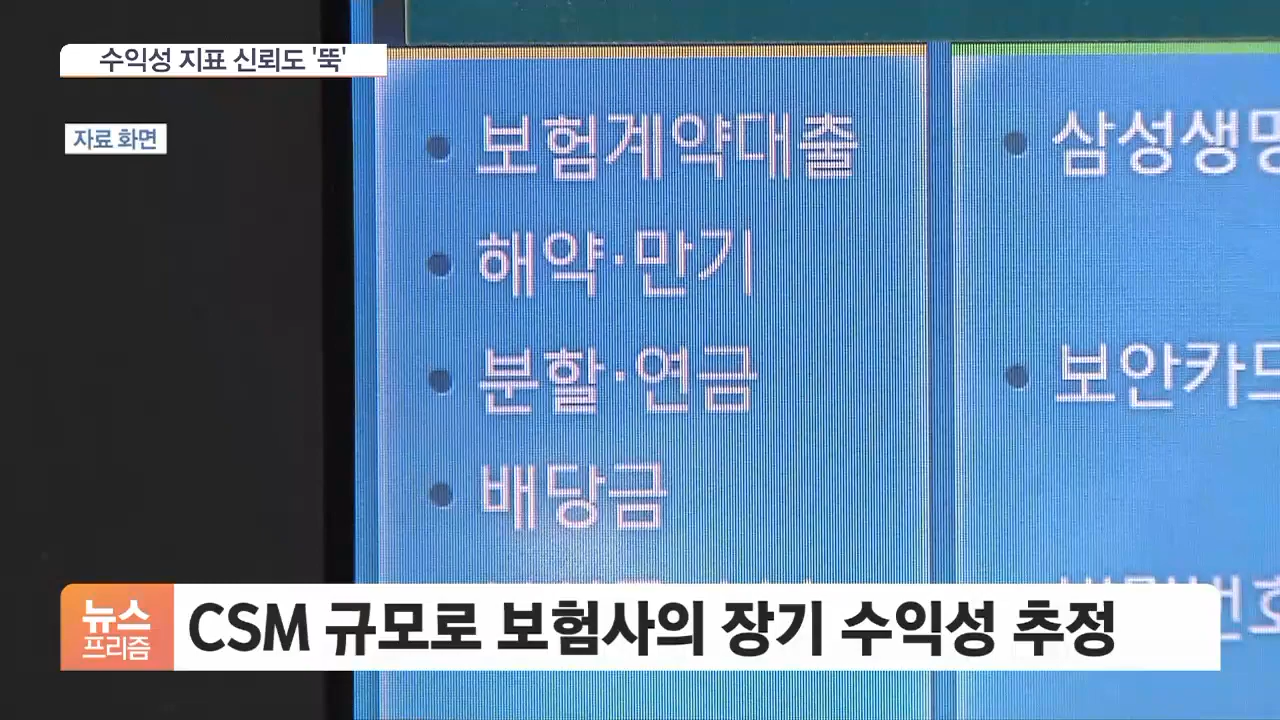 수익성 지표 신뢰도 '뚝'
자료 화면
보험계약대출
해약·만기
분할·연금
배당금
삼성생명
보안카드
뉴스
프리즘
CSM 규모로 보험사의 장기 수익성 추정